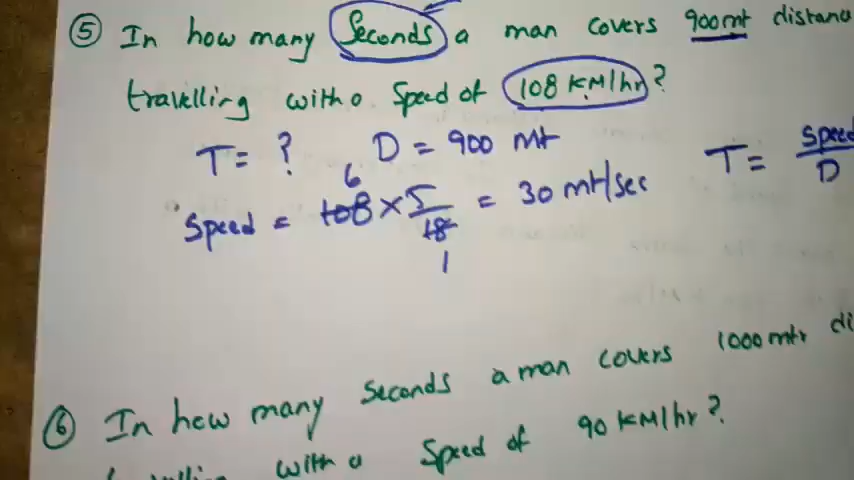 ⑤ In how many Seconds a man covers 900mt distanc
travelling with a Speed of 108 KM/hr?
T = ? D = 900 mt T = Speed/D
6
Speed = 108 × 5/18 = 30 mt/sec
1
⑥ In how many Seconds a man covers 1000 mtr di
with a Speed of 90 KM/hr?